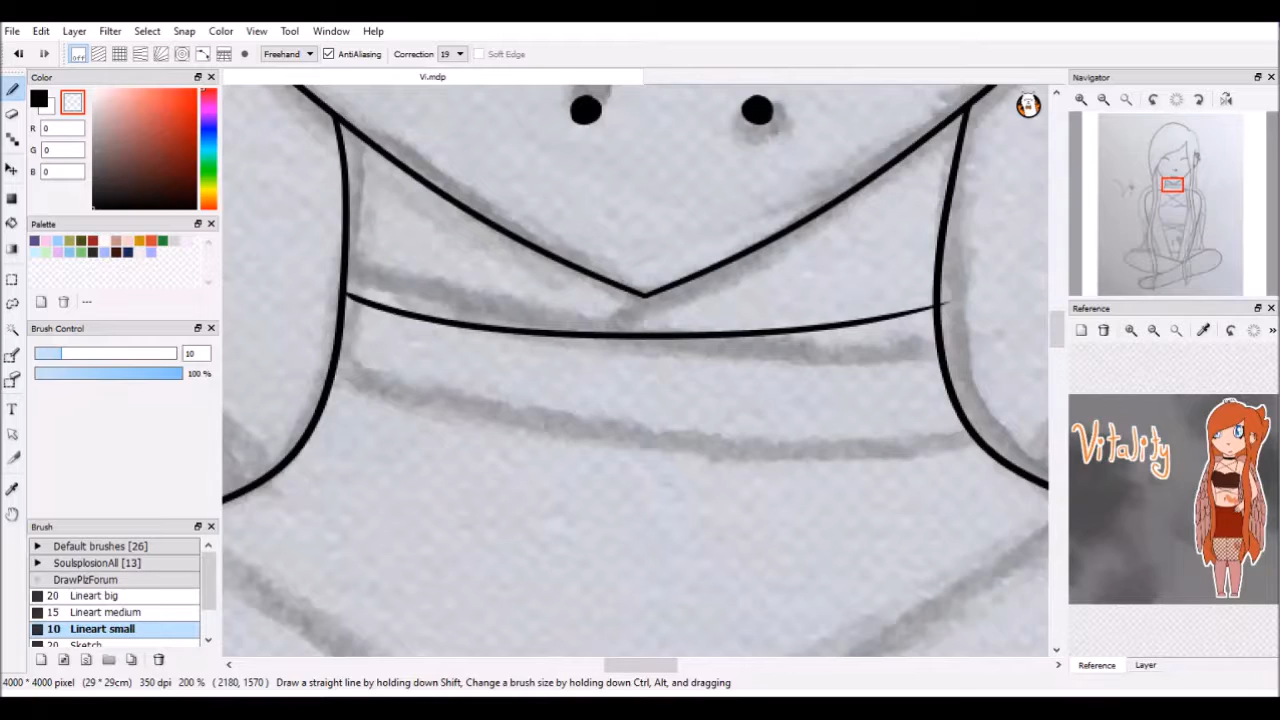 File Edit Layer Filter Select Snap Color View Tool Window Help
off Freehand AntiAliasing Correction 19 Soft Edge
Color
Vi.mdp
Navigator
R 0
G 0
B 0
Palette
Reference
Brush Control
10
100 %
Vitality
Brush
Default brushes [26]
SoulsplosionAll [13]
DrawPlzForum
20 Lineart big
15 Lineart medium
10 Lineart small
20 Sketch
Reference Layer
4000 * 4000 pixel (29 * 29cm) 350 dpi 200 % ( 2180, 1570 ) Draw a straight line by holding down Shift, Change a brush size by holding down Ctrl, Alt, and dragging